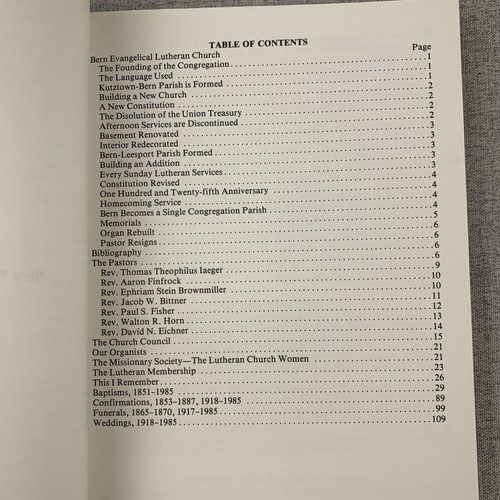 TABLE OF CONTENTS
Page
Bern Evangelical Lutheran Church
The Founding of the Congregation 1
The Language Used 1
Kutztown-Bern Parish is Formed 1
Building a New Church 2
A New Constitution 2
The Disolution of the Union Treasury 2
Afternoon Services are Discontinued 2
Basement Renovated 3
Interior Redecorated 3
Bern-Leesport Parish Formed 3
Building an Addition 3
Every Sunday Lutheran Services 3
Constitution Revised 4
One Hundred and Twenty-fifth Anniversary 4
Homecoming Service 4
Bern Becomes a Single Congregation Parish 4
Memorials 5
Organ Rebuilt 6
Pastor Resigns 6
Bibliography 6
The Pastors 6
Rev. Thomas Theophilus Iaeger 9
Rev. Aaron Finfrock 10
Rev. Ephriam Stein Brownmiller 10
Rev. Jacob W. Bittner 11
Rev. Paul S. Fisher 12
Rev. Walton R. Horn 13
Rev. David N. Eichner 14
The Church Council 15
Our Organists 21
The Missionary Society—The Lutheran Church Women 21
The Lutheran Membership 23
This I Remember 26
Baptisms, 1851-1985 29
Confirmations, 1853-1887, 1918-1985 89
Funerals, 1865-1870, 1917-1985 99
Weddings, 1918-1985 109